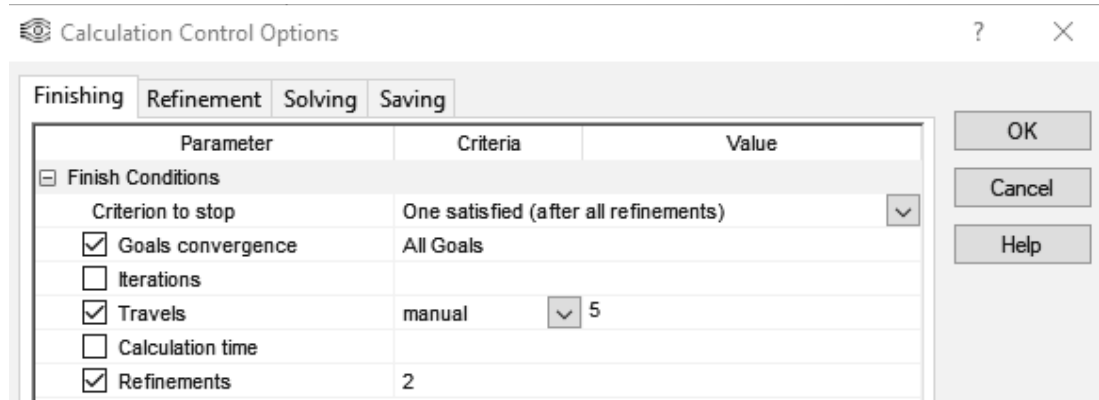 Calculation Control Options ?
Finishing Refinement Solving Saving
OK
Cancel
Help
Parameter Criteria Value
Finish Conditions
Criterion to stop One satisfied (after all refinements)
Goals convergence All Goals
Iterations
Travels manual 5
Calculation time
Refinements 2